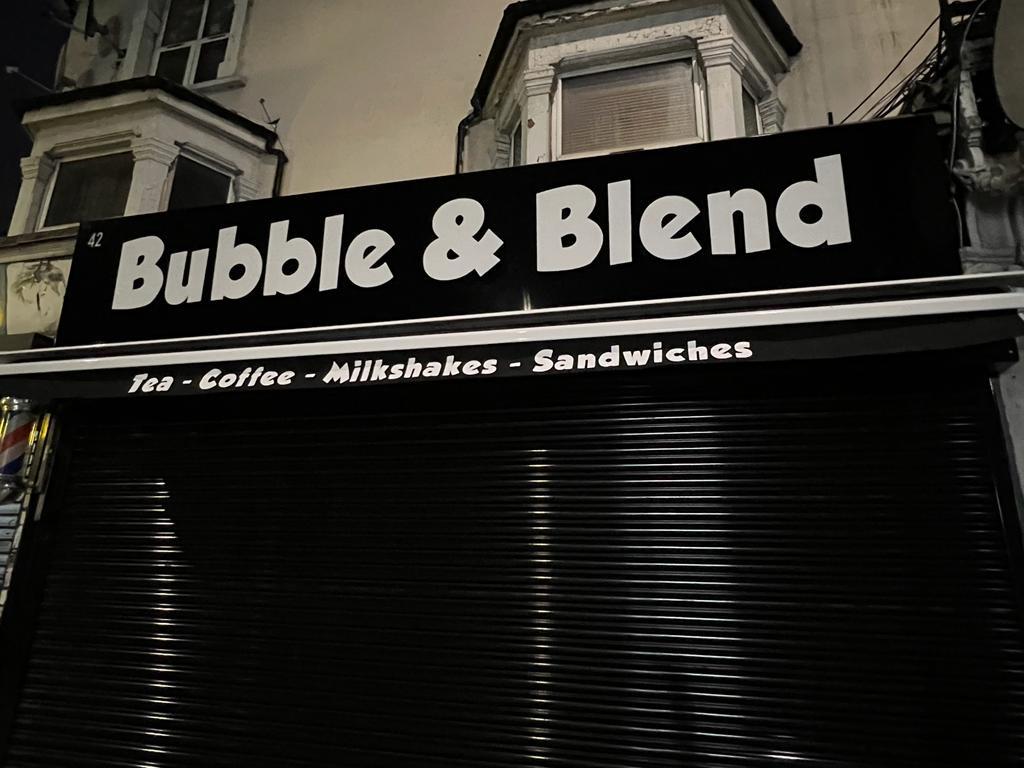 42
Bubble & Blend
Tea - Coffee - Milkshakes - Sandwiches